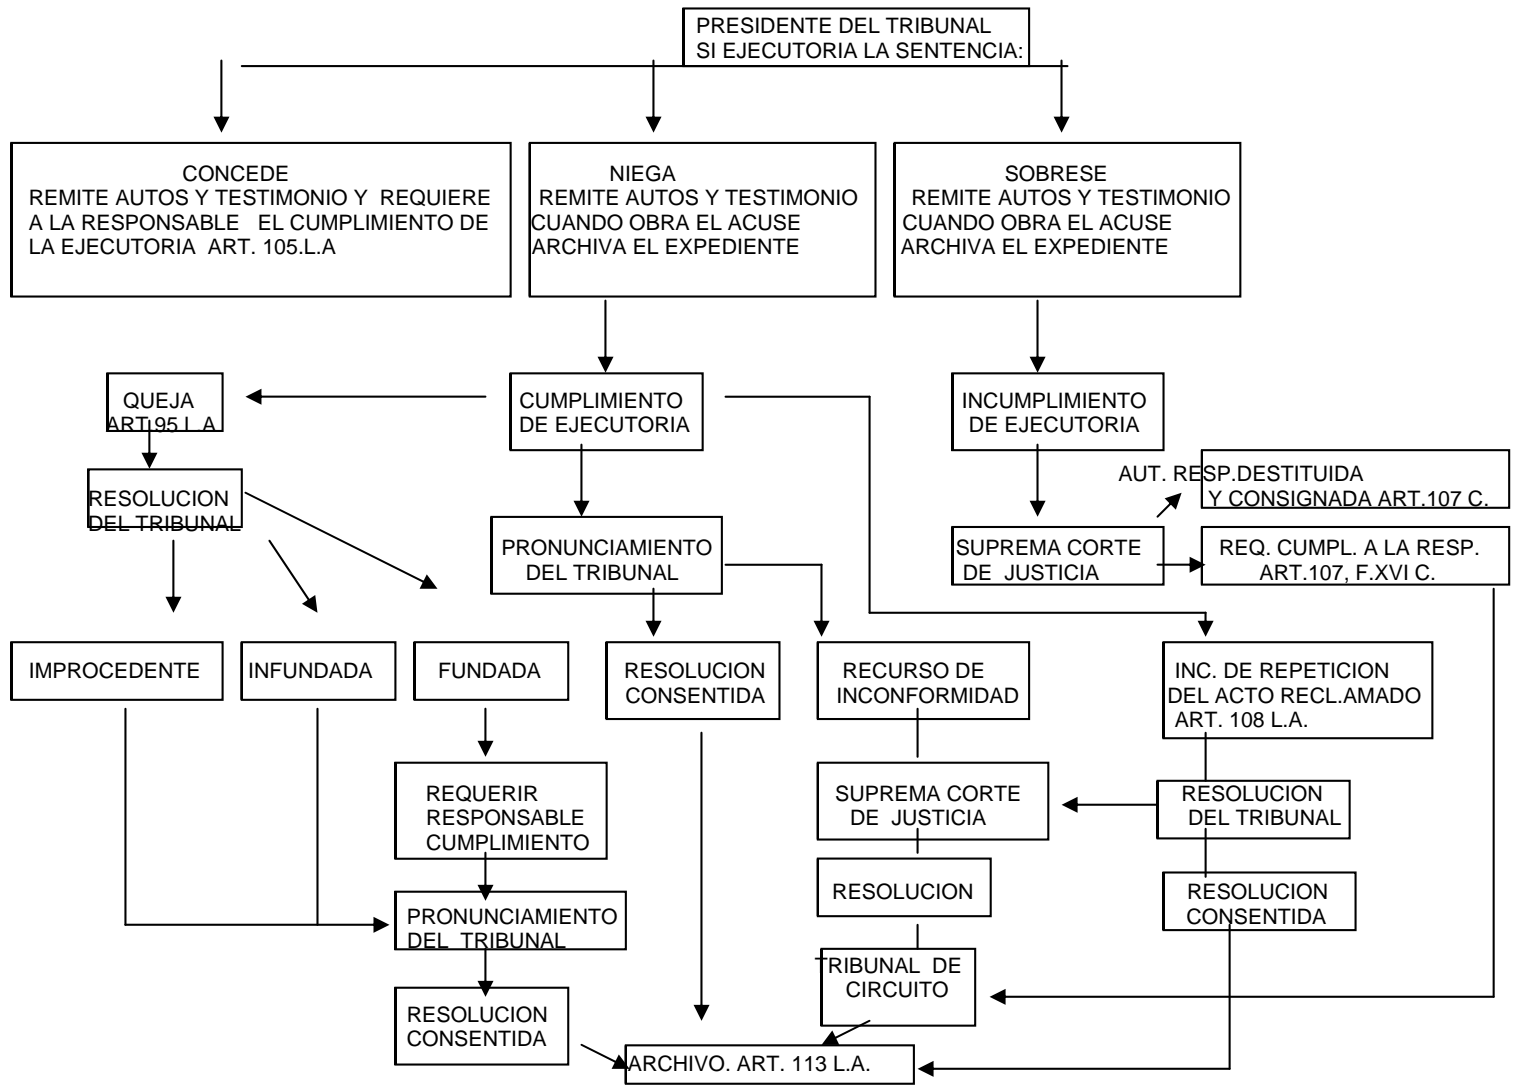 PRESIDENTE DEL TRIBUNAL
SI EJECUTORIA LA SENTENCIA:
CONCEDE
REMITE AUTOS Y TESTIMONIO Y REQUIERE
A LA RESPONSABLE EL CUMPLIMIENTO DE
LA EJECUTORIA ART. 105.L.A
NIEGA
REMITE AUTOS Y TESTIMONIO
CUANDO OBRA EL ACUSE
ARCHIVA EL EXPEDIENTE
SOBRESE
REMITE AUTOS Y TESTIMONIO
CUANDO OBRA EL ACUSE
ARCHIVA EL EXPEDIENTE
QUEJA
ART.95 L.A
CUMPLIMIENTO
DE EJECUTORIA
INCUMPLIMIENTO
DE EJECUTORIA
RESOLUCION
DEL TRIBUNAL
AUT. RESP.DESTITUIDA
Y CONSIGNADA ART.107 C.
PRONUNCIAMIENTO
DEL TRIBUNAL
SUPREMA CORTE
DE JUSTICIA
REQ. CUMPL. A LA RESP.
ART.107, F.XVI C.
IMPROCEDENTE
INFUNDADA
FUNDADA
RESOLUCION
CONSENTIDA
RECURSO DE
INCONFORMIDAD
INC. DE REPETICION
DEL ACTO RECL.AMADO
ART. 108 L.A.
REQUERIR
RESPONSABLE
CUMPLIMIENTO
SUPREMA CORTE
DE JUSTICIA
RESOLUCION
DEL TRIBUNAL
PRONUNCIAMIENTO
DEL TRIBUNAL
RESOLUCION
RESOLUCION
CONSENTIDA
RESOLUCION
CONSENTIDA
TRIBUNAL DE
CIRCUITO
ARCHIVO. ART. 113 L.A.